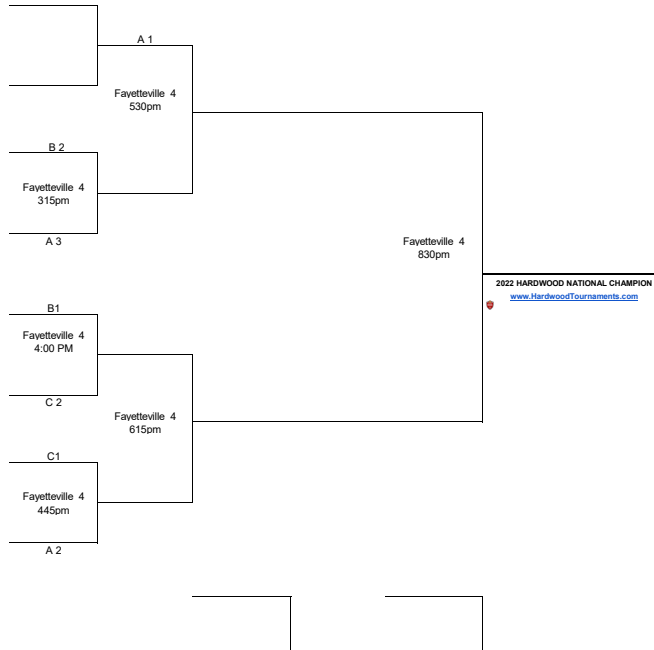 A 1
Fayetteville 4
530pm
B 2
Fayetteville 4
315pm
A 3
Fayetteville 4
830pm
2022 HARDWOOD NATIONAL CHAMPION
www.HardwoodTournaments.com
B1
Fayetteville 4
4:00 PM
C 2
Fayetteville 4
615pm
C1
Fayetteville 4
445pm
A 2